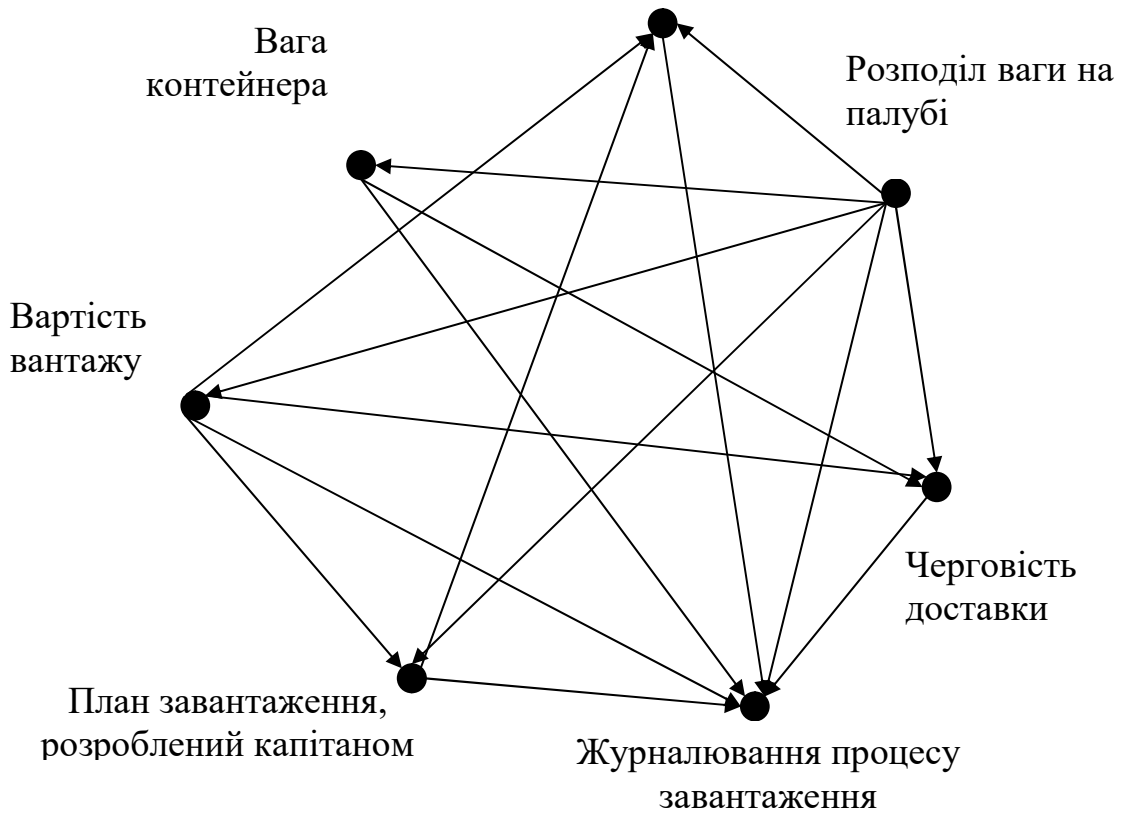 Вага
контейнера
Розподіл ваги на
палубі
Вартість
вантажу
Черговість
доставки
План завантаження,
розроблений капітаном
Журналювання процесу
завантаження